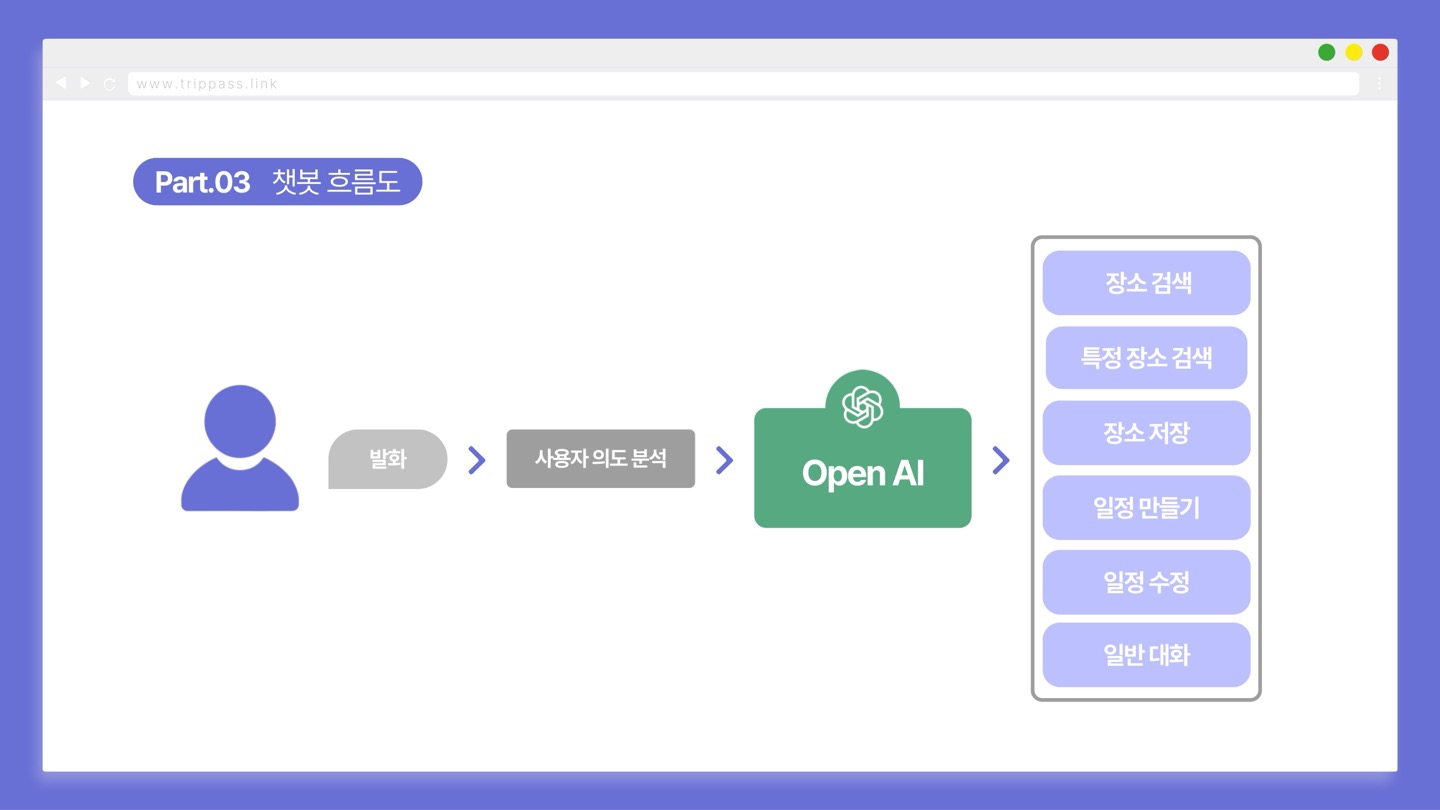 www.trippass.link
Part.03 챗봇 흐름도
발화
사용자 의도 분석
Open AI
장소 검색
특정 장소 검색
장소 저장
일정 만들기
일정 수정
일반 대화